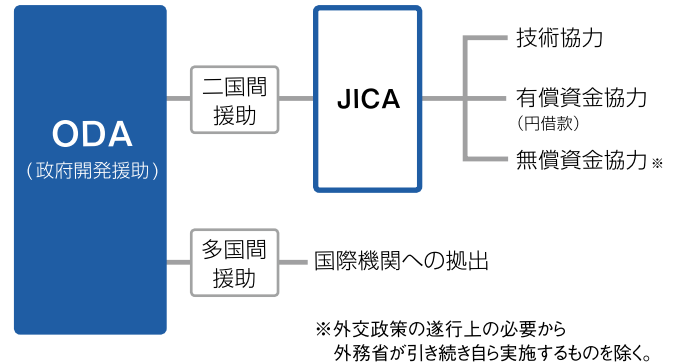 ODA
(政府開発援助)
二国間
援助
JICA
技術協力
有償資金協力
(円借款)
無償資金協力※
多国間
援助
国際機関への拠出
※外交政策の遂行上の必要から
外務省が引き続き自ら実施するものを除く。